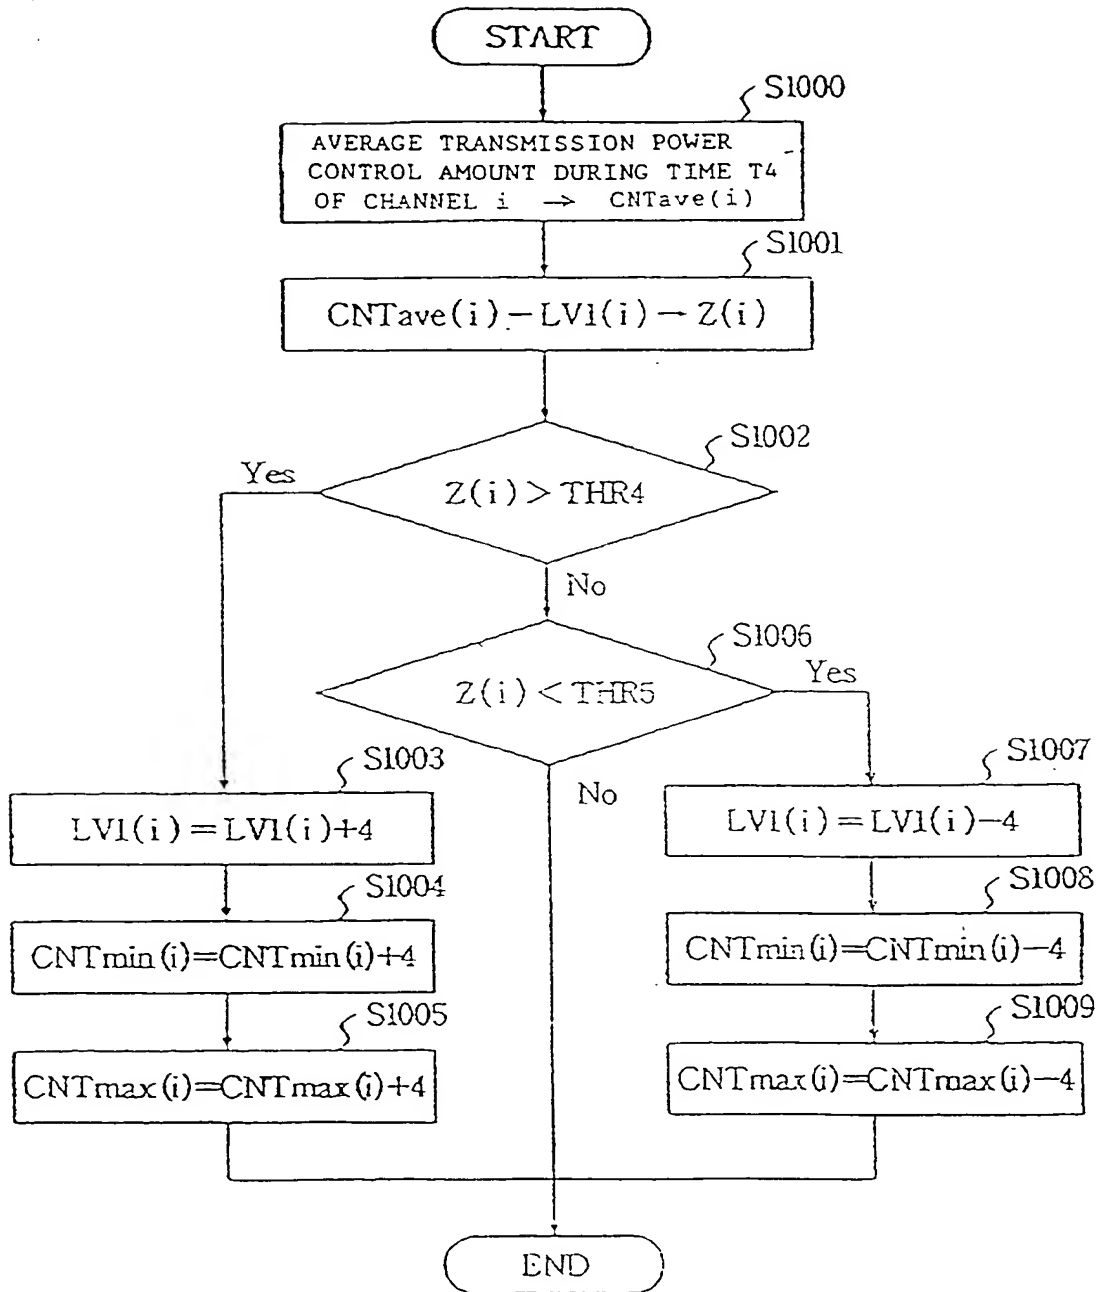 START
S1000
AVERAGE TRANSMISSION POWER
CONTROL AMOUNT DURING TIME T4
OF CHANNEL i → CNTave(i)
S1001
CNTave(i)−LV1(i)→Z(i)
S1002
Yes
Z(i)>THR4
No
S1006
Yes
Z(i)<THR5
No
S1003
LV1(i)=LV1(i)+4
S1004
CNTmin(i)=CNTmin(i)+4
S1005
CNTmax(i)=CNTmax(i)+4
S1007
LV1(i)=LV1(i)−4
S1008
CNTmin(i)=CNTmin(i)−4
S1009
CNTmax(i)=CNTmax(i)−4
END